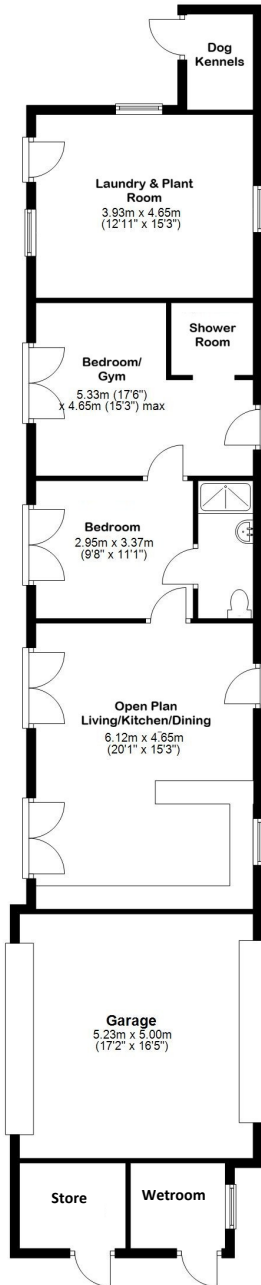 Dog
Kennels
Laundry & Plant
Room
3.93m x 4.65m
(12'11" x 15'3")
Shower
Room
Bedroom/
Gym
5.33m (17'6")
x 4.65m (15'3") max
Bedroom
2.95m x 3.37m
(9'8" x 11'1")
Open Plan
Living/Kitchen/Dining
6.12m x 4.65m
(20'1" x 15'3")
Garage
5.23m x 5.00m
(17'2" x 16'5")
Store
Wetroom